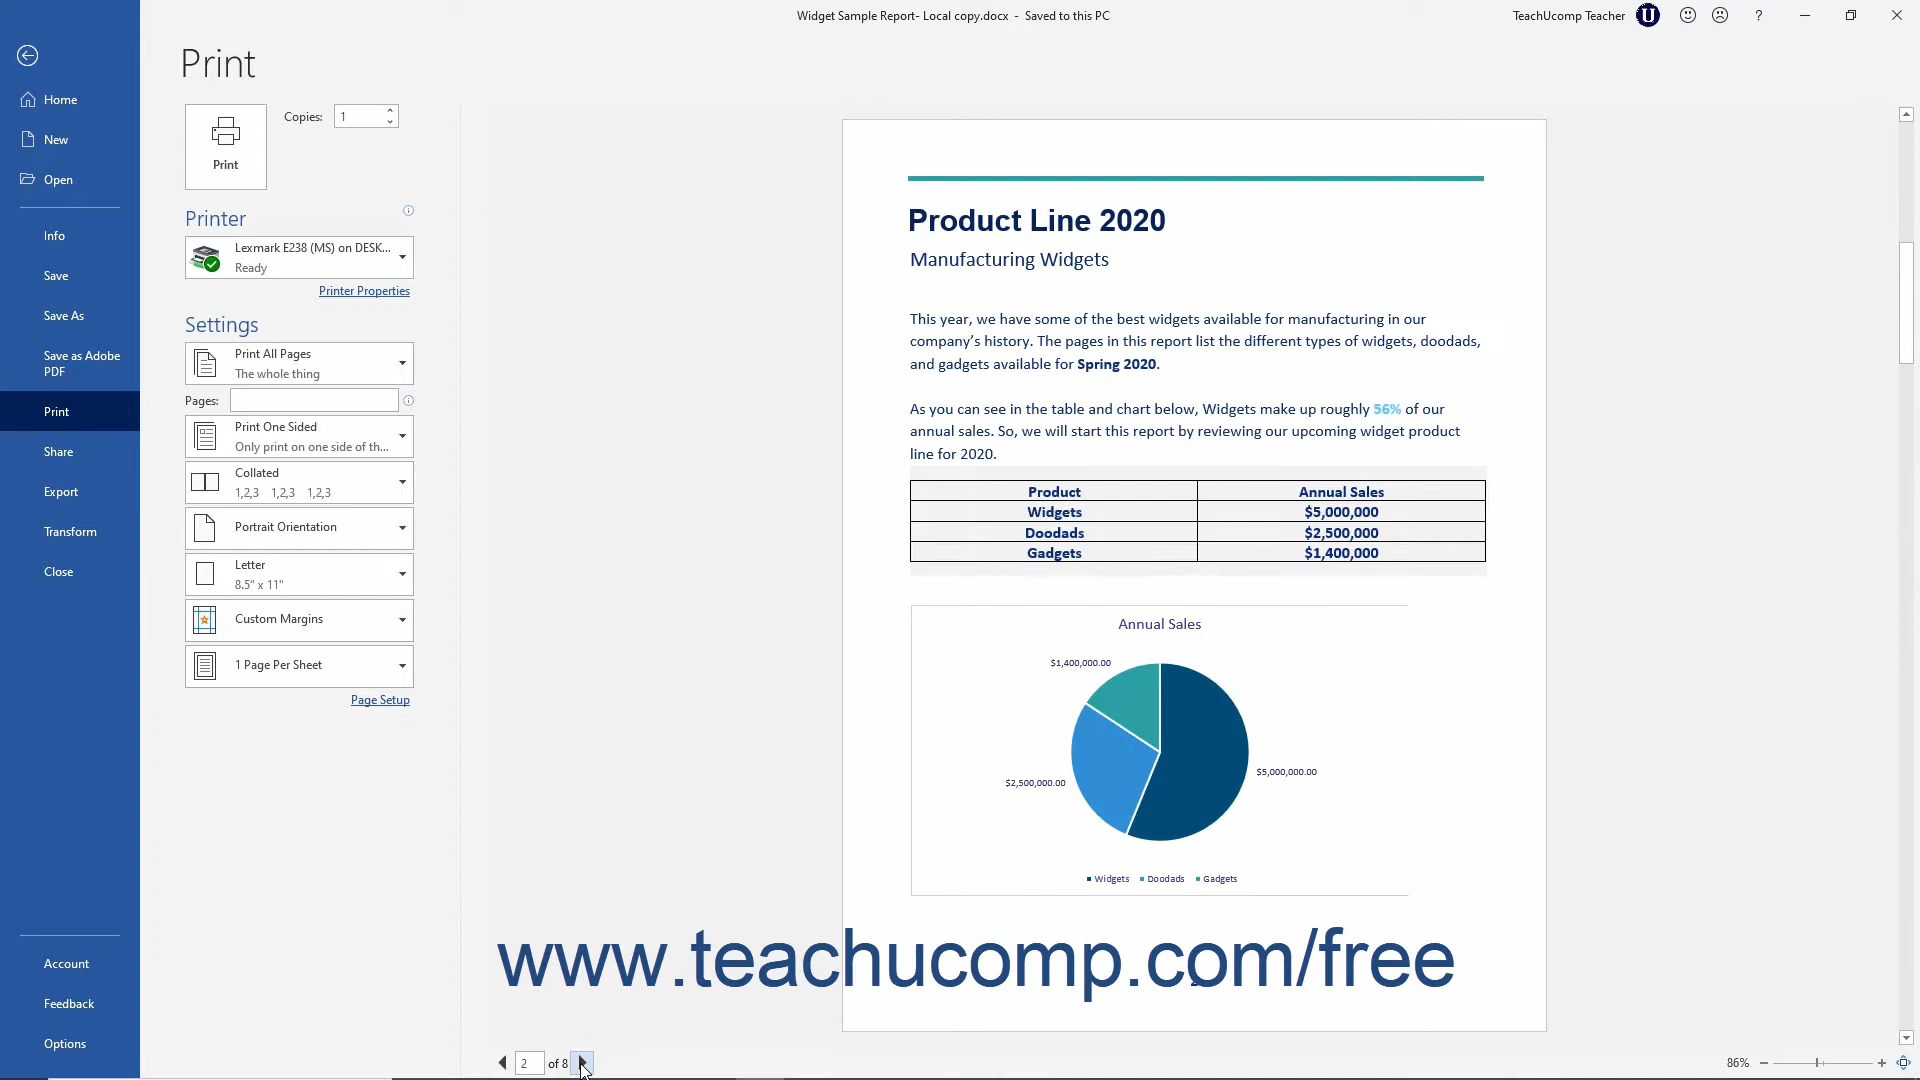 Widget Sample Report- Local copy.docx - Saved to this PC
TeachUcomp Teacher
U
?
Print
Home
New
Open
Info
Save
Save As
Save as Adobe
PDF
Print
Share
Export
Transform
Close
Account
Feedback
Options
Print
Copies: 1
Printer
Lexmark E238 (MS) on DESK...
Ready
Printer Properties
Settings
Print All Pages
The whole thing
Pages:
Print One Sided
Only print on one side of th...
Collated
1,2,3 1,2,3 1,2,3
Portrait Orientation
Letter
8.5" x 11"
Custom Margins
1 Page Per Sheet
Page Setup
Product Line 2020
Manufacturing Widgets
This year, we have some of the best widgets available for manufacturing in our
company's history. The pages in this report list the different types of widgets, doodads,
and gadgets available for Spring 2020.
As you can see in the table and chart below, Widgets make up roughly 56% of our
annual sales. So, we will start this report by reviewing our upcoming widget product
line for 2020.
Product Annual Sales
Widgets $5,000,000
Doodads $2,500,000
Gadgets $1,400,000
Annual Sales
$1,400,000.00
$5,000,000.00
$2,500,000.00
Widgets Doodads Gadgets
www.teachucomp.com/free
2 of 8
86%